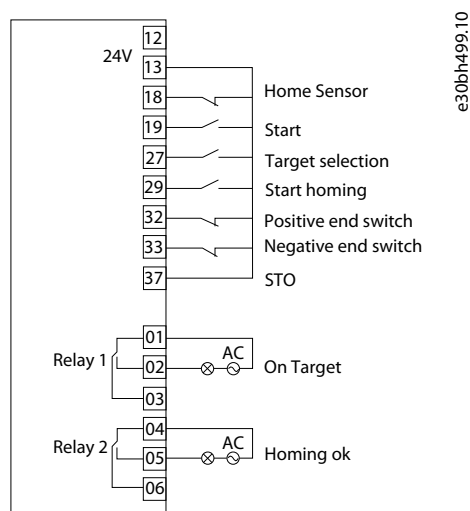 e30bh499.10
12
24V
13
18 Home Sensor
19 Start
27 Target selection
29 Start homing
32 Positive end switch
33 Negative end switch
37 STO
01
Relay 1 02 AC On Target
03
04
Relay 2 05 AC Homing ok
06